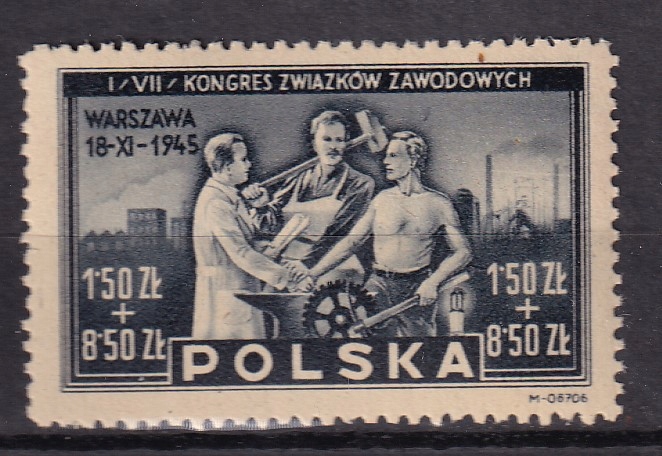 I/VII/ KONGRES ZWIAZKÓW ZAWODOWYCH
WARSZAWA
18-XI-1945
1·50 ZŁ
+
8·50 ZŁ
1·50 ZŁ
+
8·50 ZŁ
POLSKA
M-06706